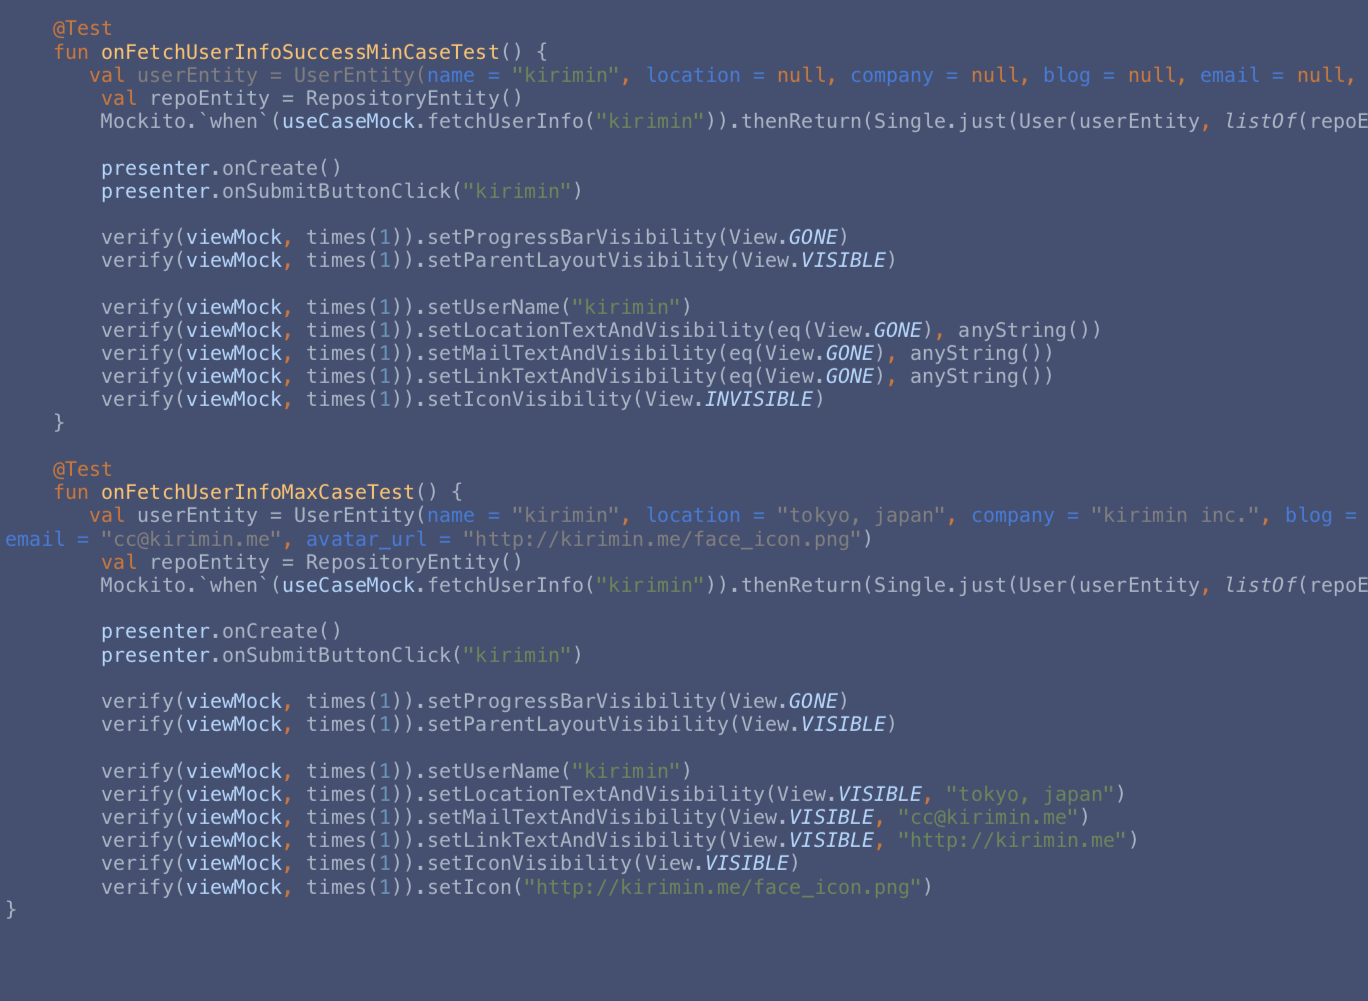 @Test
fun onFetchUserInfoSuccessMinCaseTest() {
val userEntity = UserEntity(name = "kirimin", location = null, company = null, blog = null, email = null,
val repoEntity = RepositoryEntity()
Mockito.`when`(useCaseMock.fetchUserInfo("kirimin")).thenReturn(Single.just(User(userEntity, listOf(repoE
presenter.onCreate()
presenter.onSubmitButtonClick("kirimin")
verify(viewMock, times(1)).setProgressBarVisibility(View.GONE)
verify(viewMock, times(1)).setParentLayoutVisibility(View.VISIBLE)
verify(viewMock, times(1)).setUserName("kirimin")
verify(viewMock, times(1)).setLocationTextAndVisibility(eq(View.GONE), anyString())
verify(viewMock, times(1)).setMailTextAndVisibility(eq(View.GONE), anyString())
verify(viewMock, times(1)).setLinkTextAndVisibility(eq(View.GONE), anyString())
verify(viewMock, times(1)).setIconVisibility(View.INVISIBLE)
}
@Test
fun onFetchUserInfoMaxCaseTest() {
val userEntity = UserEntity(name = "kirimin", location = "tokyo, japan", company = "kirimin inc.", blog =
email = "cc@kirimin.me", avatar_url = "http://kirimin.me/face_icon.png")
val repoEntity = RepositoryEntity()
Mockito.`when`(useCaseMock.fetchUserInfo("kirimin")).thenReturn(Single.just(User(userEntity, listOf(repoE
presenter.onCreate()
presenter.onSubmitButtonClick("kirimin")
verify(viewMock, times(1)).setProgressBarVisibility(View.GONE)
verify(viewMock, times(1)).setParentLayoutVisibility(View.VISIBLE)
verify(viewMock, times(1)).setUserName("kirimin")
verify(viewMock, times(1)).setLocationTextAndVisibility(View.VISIBLE, "tokyo, japan")
verify(viewMock, times(1)).setMailTextAndVisibility(View.VISIBLE, "cc@kirimin.me")
verify(viewMock, times(1)).setLinkTextAndVisibility(View.VISIBLE, "http://kirimin.me")
verify(viewMock, times(1)).setIconVisibility(View.VISIBLE)
verify(viewMock, times(1)).setIcon("http://kirimin.me/face_icon.png")
}